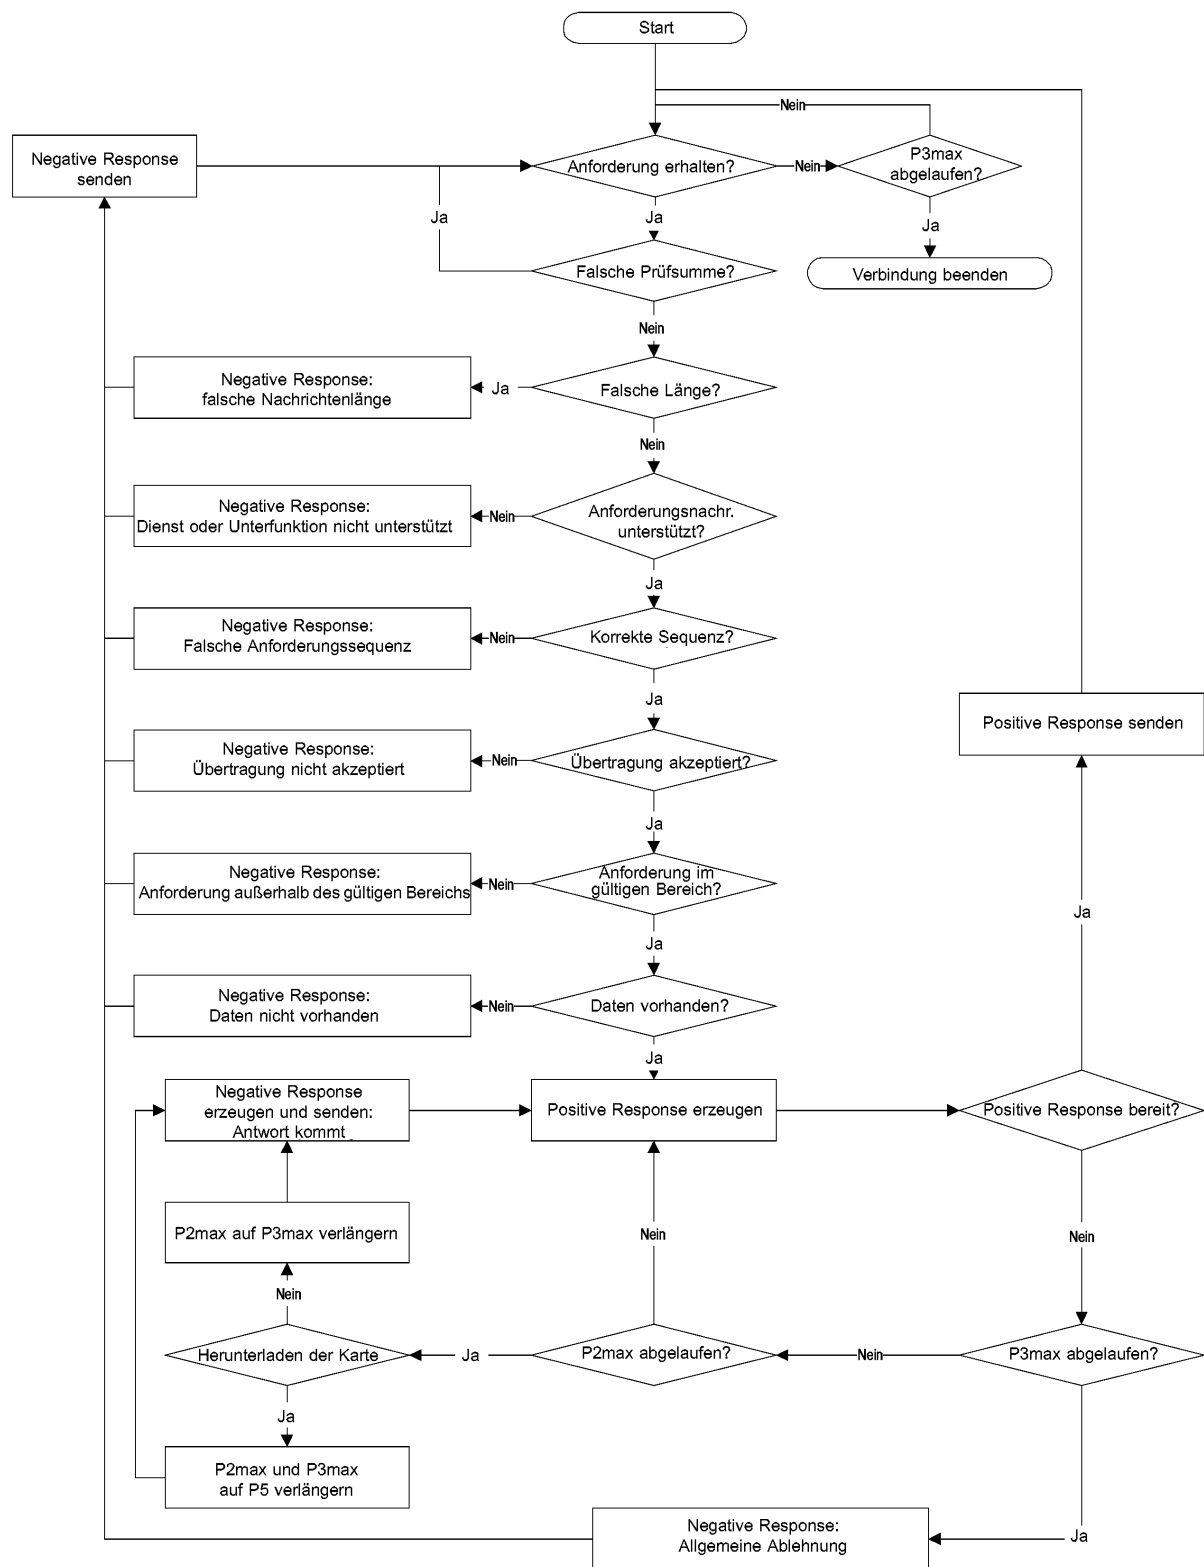 Start
Nein
Negative Response
senden
Anforderung erhalten?
Nein
P3max
abgelaufen?
Ja
Ja
Ja
Falsche Prüfsumme?
Verbindung beenden
Nein
Negative Response:
falsche Nachrichtenlänge
Ja
Falsche Länge?
Nein
Negative Response:
Dienst oder Unterfunktion nicht unterstützt
Nein
Anforderungsnachr.
unterstützt?
Ja
Negative Response:
Falsche Anforderungssequenz
Nein
Korrekte Sequenz?
Ja
Positive Response senden
Negative Response:
Übertragung nicht akzeptiert
Nein
Übertragung akzeptiert?
Ja
Negative Response:
Anforderung außerhalb des gültigen Bereichs
Nein
Anforderung im
gültigen Bereich?
Ja
Ja
Negative Response:
Daten nicht vorhanden
Nein
Daten vorhanden?
Ja
Negative Response
erzeugen und senden:
Antwort kommt
Positive Response erzeugen
Positive Response bereit?
P2max auf P3max verlängern
Nein
Nein
Nein
Herunterladen der Karte
Ja
P2max abgelaufen?
Nein
P3max abgelaufen?
Ja
P2max und P3max
auf P5 verlängern
Negative Response:
Allgemeine Ablehnung
Ja